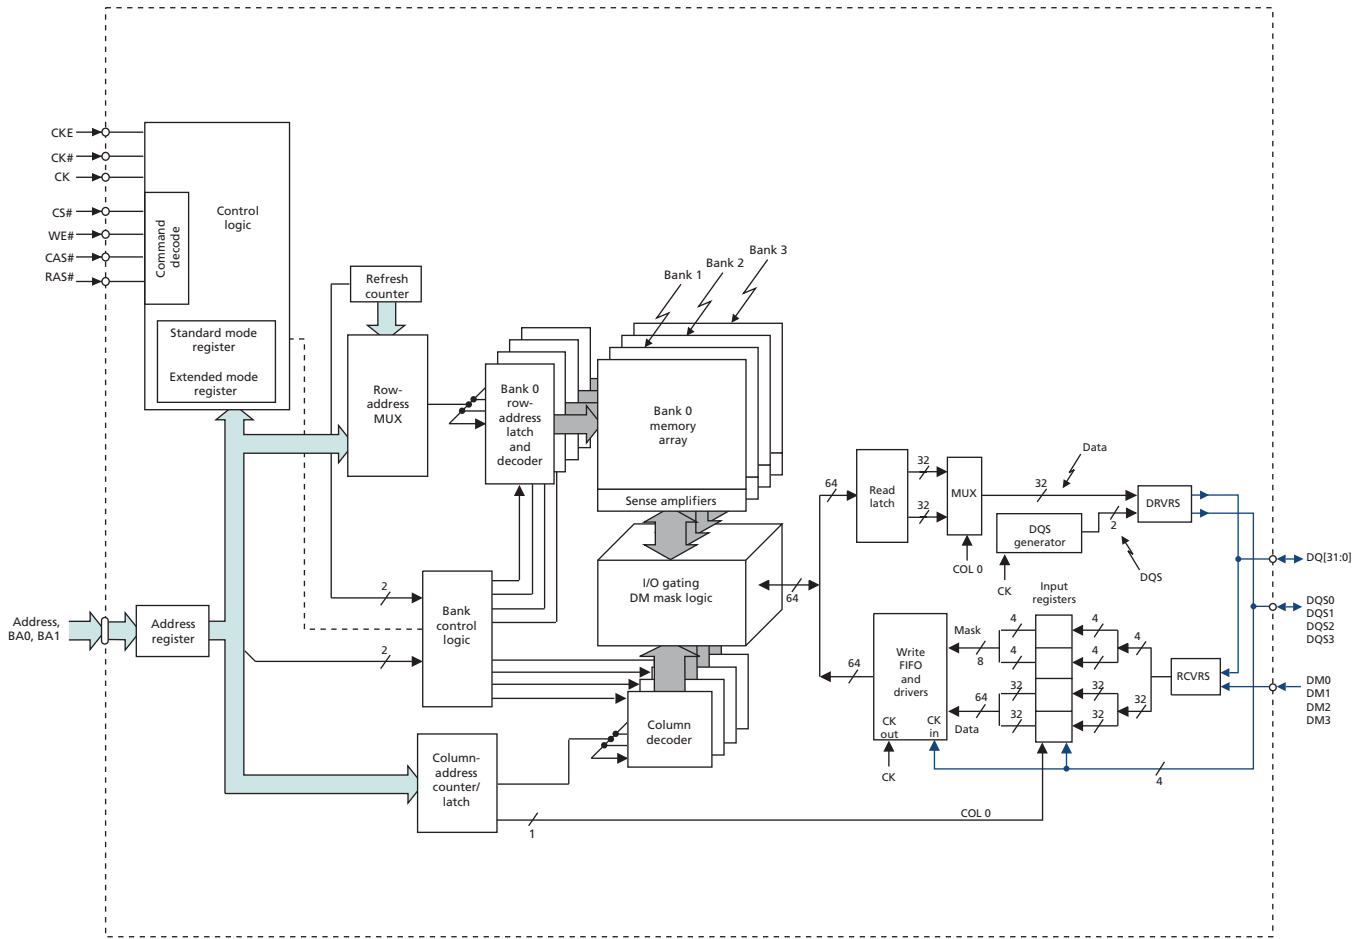 CKE
CK#
CK
CS#
WE#
CAS#
RAS#
Command
decode
Control
logic
Standard mode
register
Extended mode
register
Refresh
counter
Row-
address
MUX
Bank 0
row-
address
latch
and
decoder
Bank 1
Bank 2
Bank 3
Bank 0
memory
array
Sense amplifiers
I/O gating
DM mask logic
Address,
BA0, BA1
Address
register
2
2
Bank
control
logic
Column-
address
counter/
latch
Column
decoder
1
COL 0
64
64
64
Read
latch
32
32
MUX
COL 0
32
Data
DQS
generator
CK
2
DQS
DRVRS
Input
registers
Write
FIFO
and
drivers
CK
out
CK
in
CK
Mask
8
64
Data
4
4
32
32
4
4
32
32
4
32
RCVRS
4
DQ[31:0]
DQS0
DQS1
DQS2
DQS3
DM0
DM1
DM2
DM3